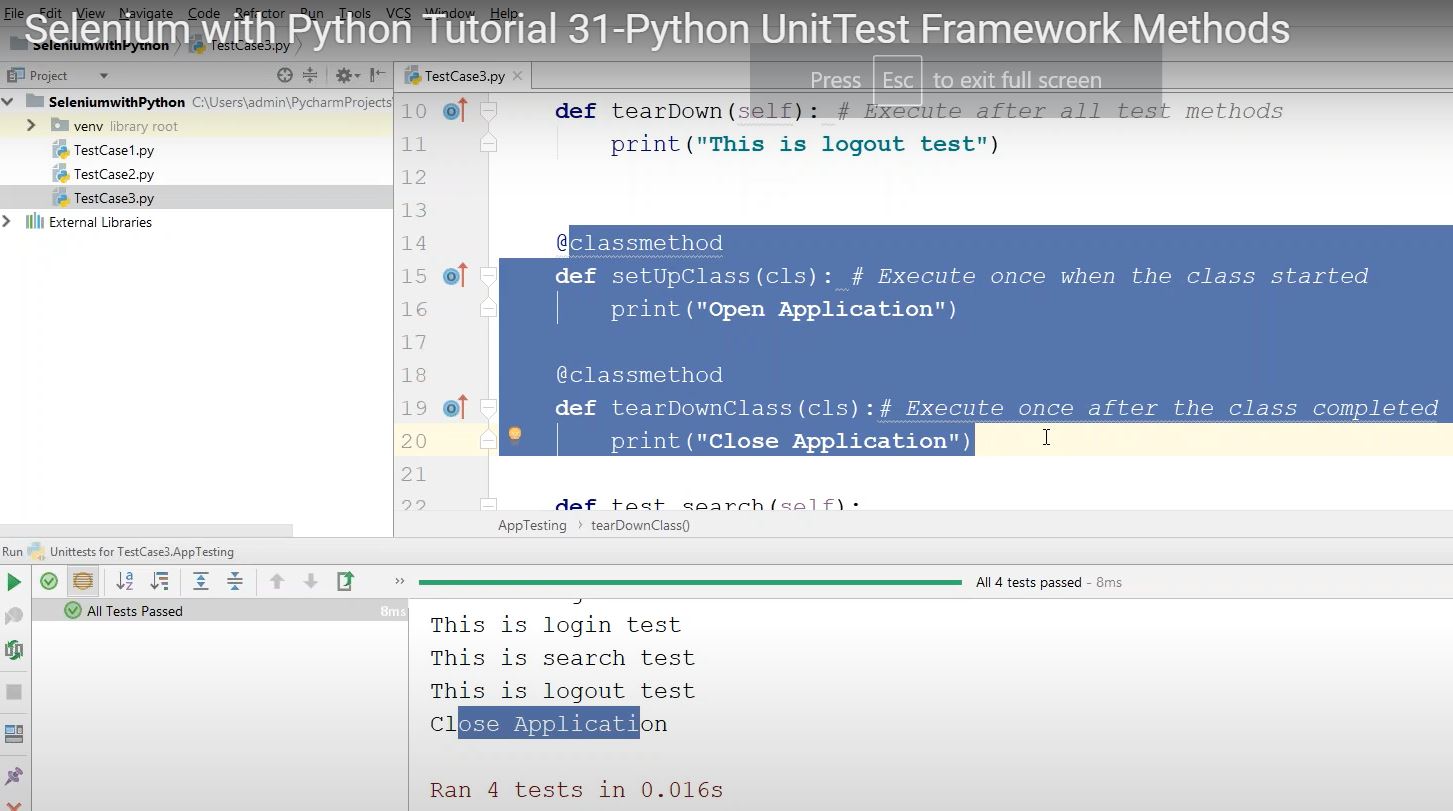 File Edit View Navigate Code Refactor Run Tools VCS Window Help
Selenium with Python Tutorial 31-Python UnitTest Framework Methods
SeleniumwithPython TestCase3.py
Press Esc to exit full screen
Project
TestCase3.py
SeleniumwithPython C:\Users\admin\PycharmProjects
venv library root
TestCase1.py
TestCase2.py
TestCase3.py
External Libraries
10 def tearDown(self): # Execute after all test methods
11 print("This is logout test")
12
13
14 @classmethod
15 def setUpClass(cls): # Execute once when the class started
16 print("Open Application")
17
18 @classmethod
19 def tearDownClass(cls):# Execute once after the class completed
20 print("Close Application")
21
22 def test_search(self):
AppTesting > tearDownClass()
Run Unittests for TestCase3.AppTesting
All 4 tests passed - 8ms
All Tests Passed 8ms
This is login test
This is search test
This is logout test
Close Application
Ran 4 tests in 0.016s